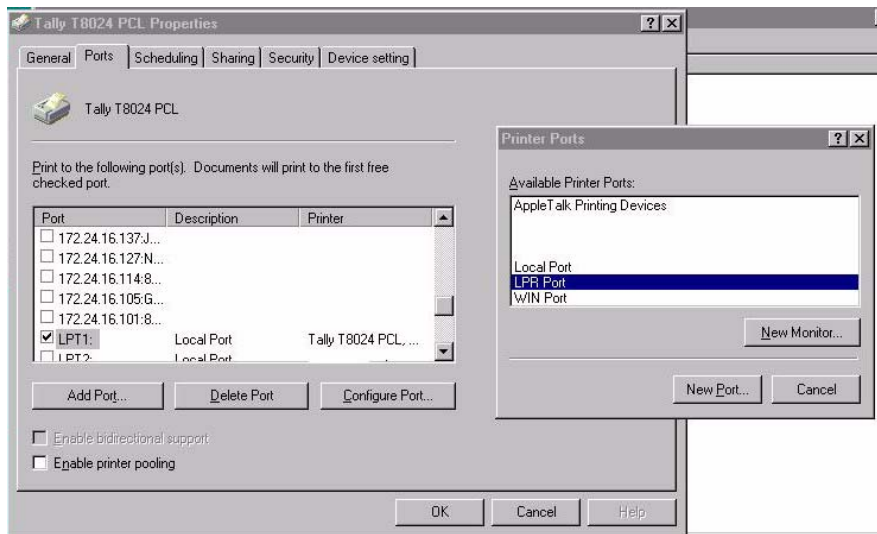 Tally T8024 PCL Properties
General Ports Scheduling Sharing Security Device setting
Tally T8024 PCL
Print to the following port(s). Documents will print to the first free
checked port.
Port Description Printer
172.24.16.137:J...
172.24.16.127:N...
172.24.16.114:8...
172.24.16.105:G...
172.24.16.101:8...
LPT1: Local Port Tally T8024 PCL, ...
LPT2: Local Port
Add Port... Delete Port Configure Port...
Enable bidirectional support
Enable printer pooling
OK Cancel Help
Printer Ports
Available Printer Ports:
AppleTalk Printing Devices
Local Port
LPR Port
WIN Port
New Monitor...
New Port... Cancel